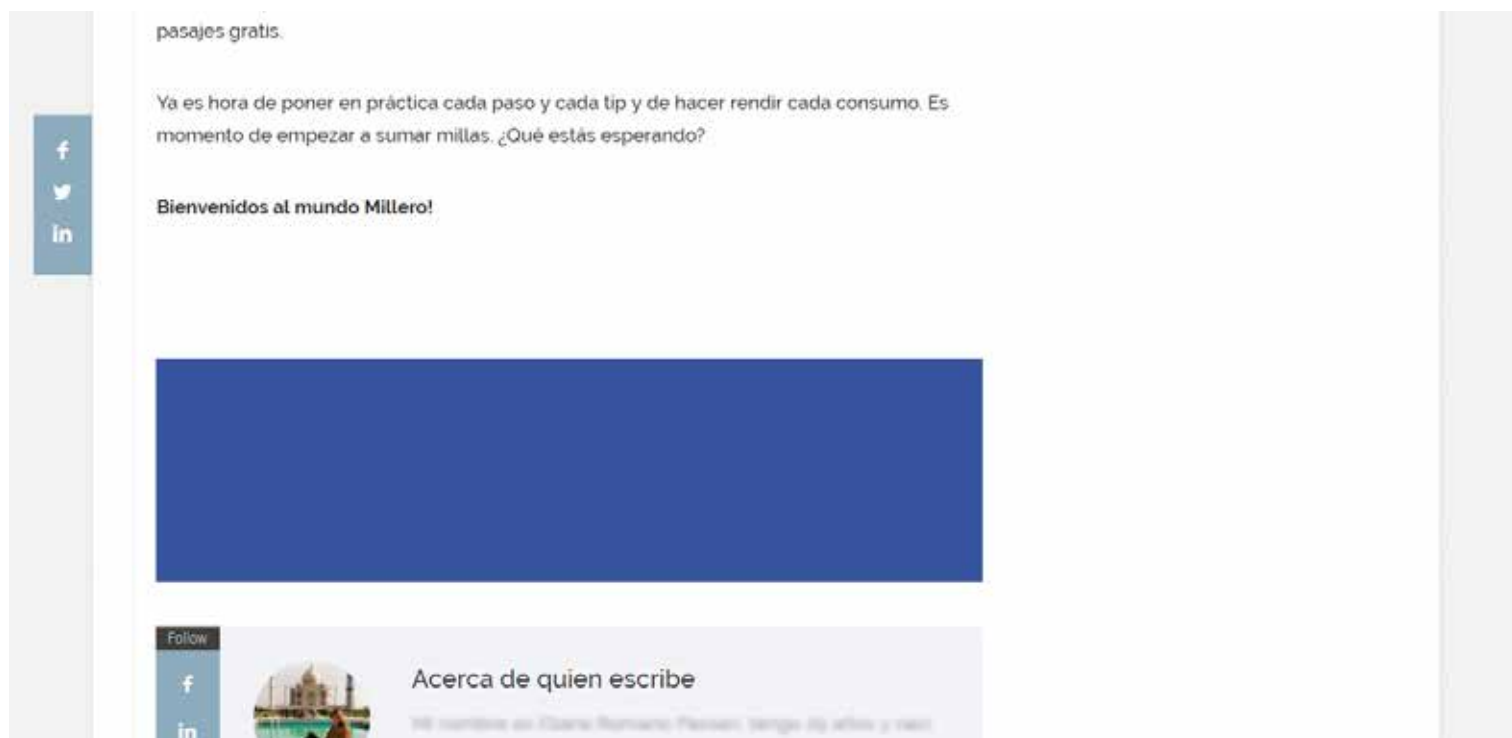 pasajes gratis.
Ya es hora de poner en práctica cada paso y cada tip y de hacer rendir cada consumo. Es
momento de empezar a sumar millas. ¿Qué estás esperando?
Bienvenidos al mundo Millero!
Follow
Acerca de quien escribe